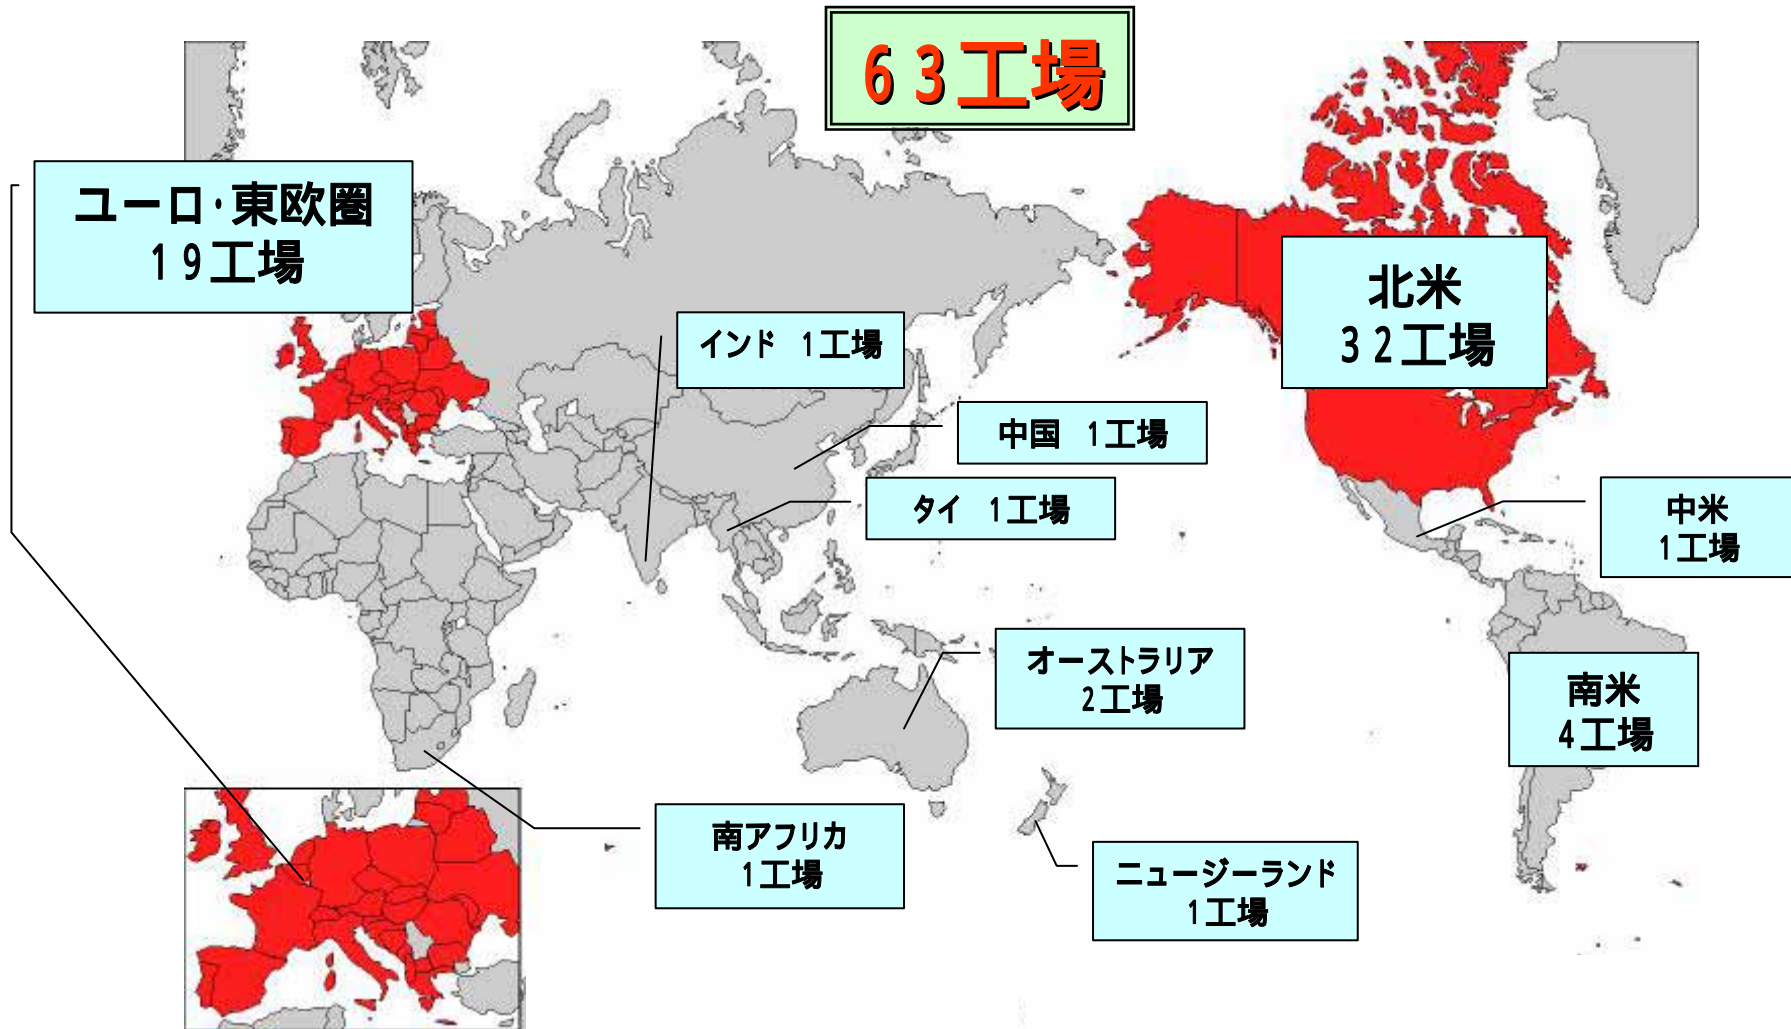 ６３工場
ユーロ・東欧圏
１９工場
北米
３２工場
インド　1工場
中国　1工場
タイ　1工場
中米
1工場
オーストラリア
2工場
南米
4工場
南アフリカ
1工場
ニュージーランド
1工場